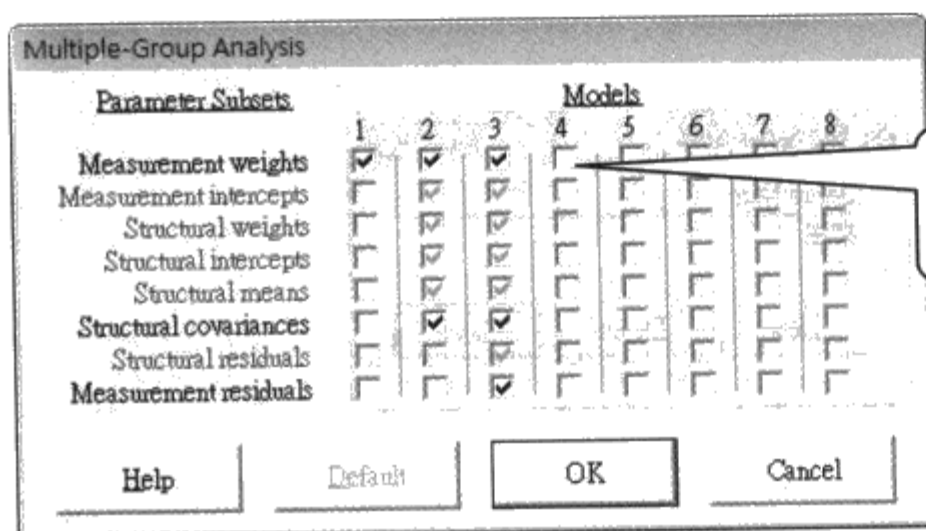 Multiple-Group Analysis
Parameter Subsets Models
1 2 3 4 5 6 7 8
Measurement weights
Measurement intercepts
Structural weights
Structural intercepts
Structural means
Structural covariances
Structural residuals
Measurement residuals
Help Default OK Cancel